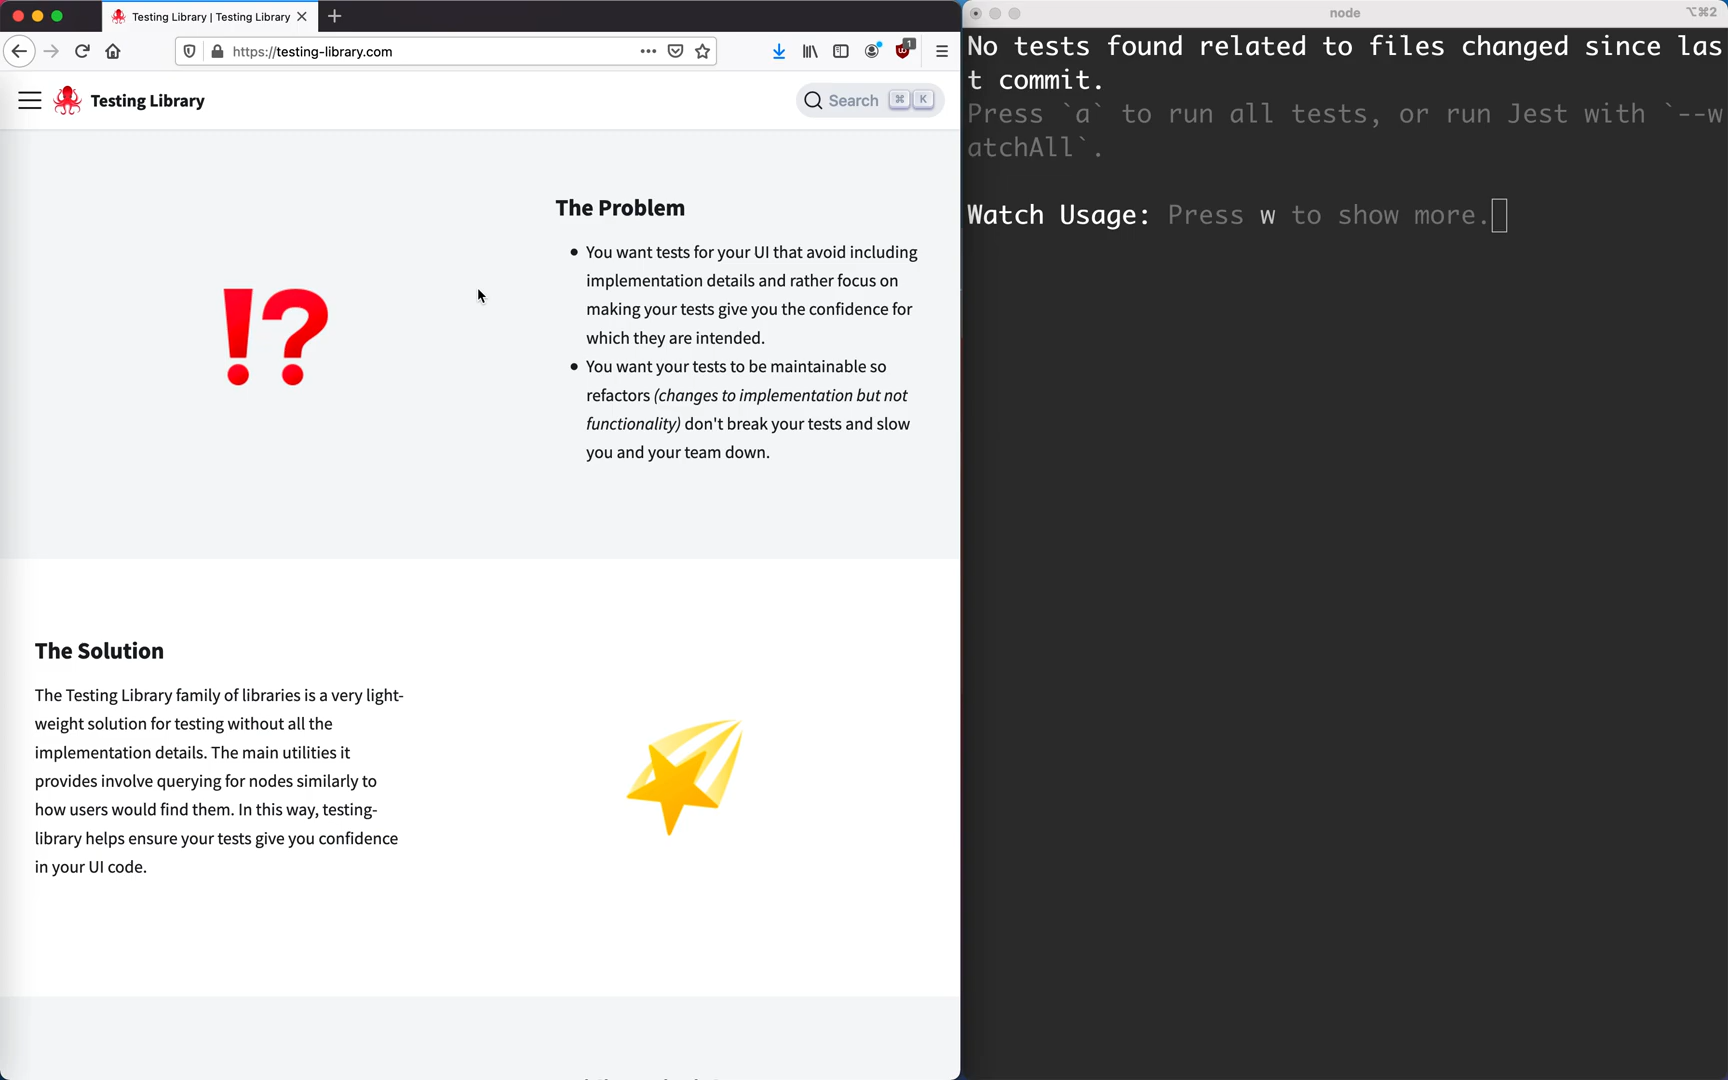 Testing Library | Testing Library
https://testing-library.com
1
Testing Library
Search ⌘ K
The Problem
• You want tests for your UI that avoid including
implementation details and rather focus on
making your tests give you the confidence for
which they are intended.
• You want your tests to be maintainable so
refactors (changes to implementation but not
functionality) don't break your tests and slow
you and your team down.
!?
The Solution
The Testing Library family of libraries is a very light-
weight solution for testing without all the
implementation details. The main utilities it
provides involve querying for nodes similarly to
how users would find them. In this way, testing-
library helps ensure your tests give you confidence
in your UI code.
node
⌥⌘2
No tests found related to files changed since las
t commit.
Press `a` to run all tests, or run Jest with `--w
atchAll`.
Watch Usage: Press w to show more.